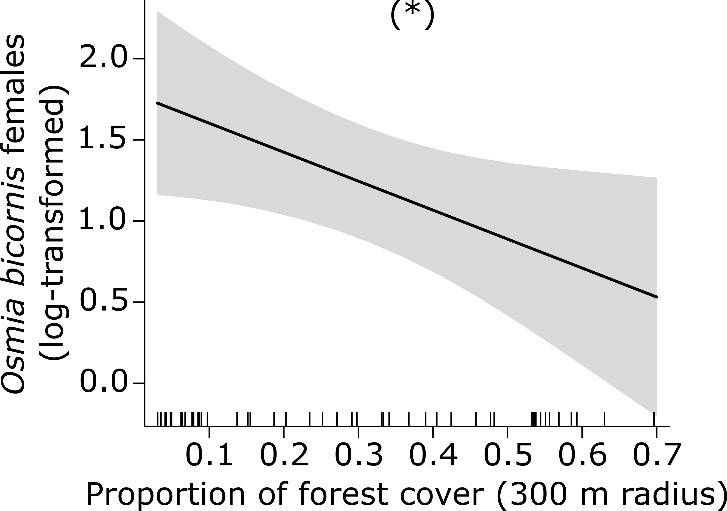 (*)
Osmia bicornis females
(log-transformed)
2.0
1.5
1.0
0.5
0.0
0.1 0.2 0.3 0.4 0.5 0.6 0.7
Proportion of forest cover (300 m radius)